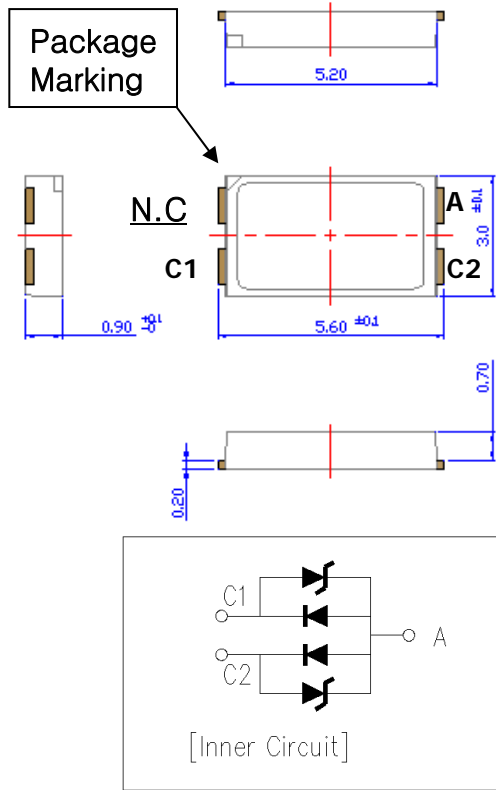 Package
Marking
5.20
N.C
A
C1
C2
3.0 ±0.1
0.90 +0.1 -0
5.60 ±0.1
0.70
0.20
C1
A
C2
[Inner Circuit]